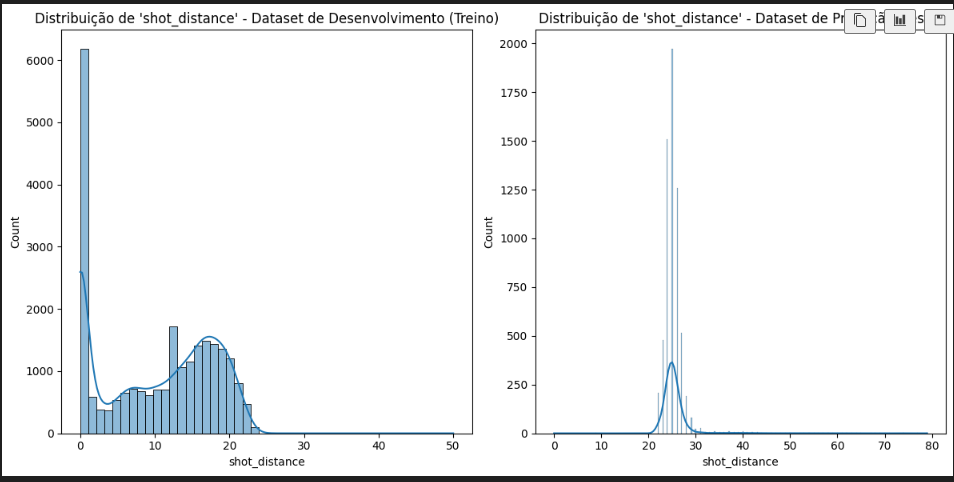 Distribuição de 'shot_distance' - Dataset de Desenvolvimento (Treino)
Distribuição de 'shot_distance' - Dataset de
6000
5000
4000
3000
2000
1000
0
Count
0 10 20 30 40 50
shot_distance
2000
1750
1500
1250
1000
750
500
250
0
Count
0 10 20 30 40 50 60 70 80
shot_distance